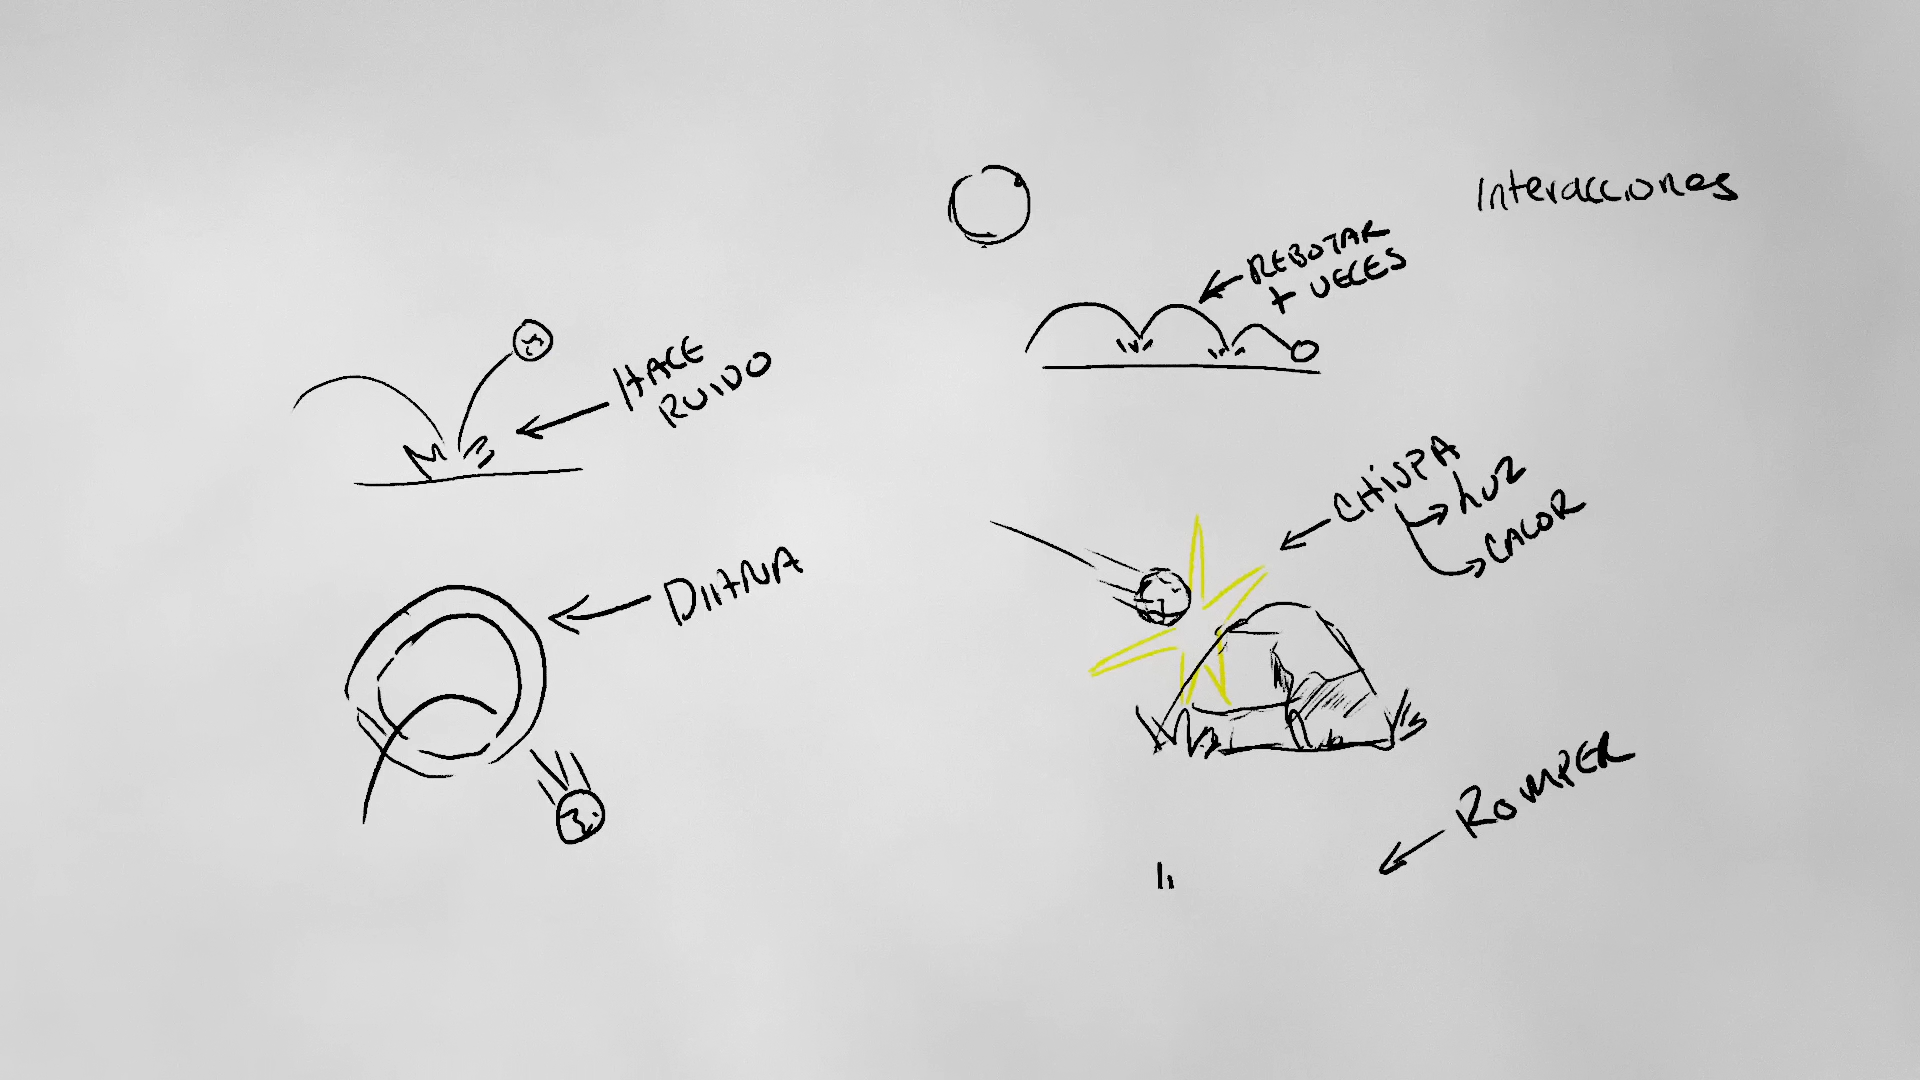 Interacciones
REBOTAR
+ VECES
HACE
RUIDO
CHISPA
LUZ
CALOR
DIANA
ROMPER